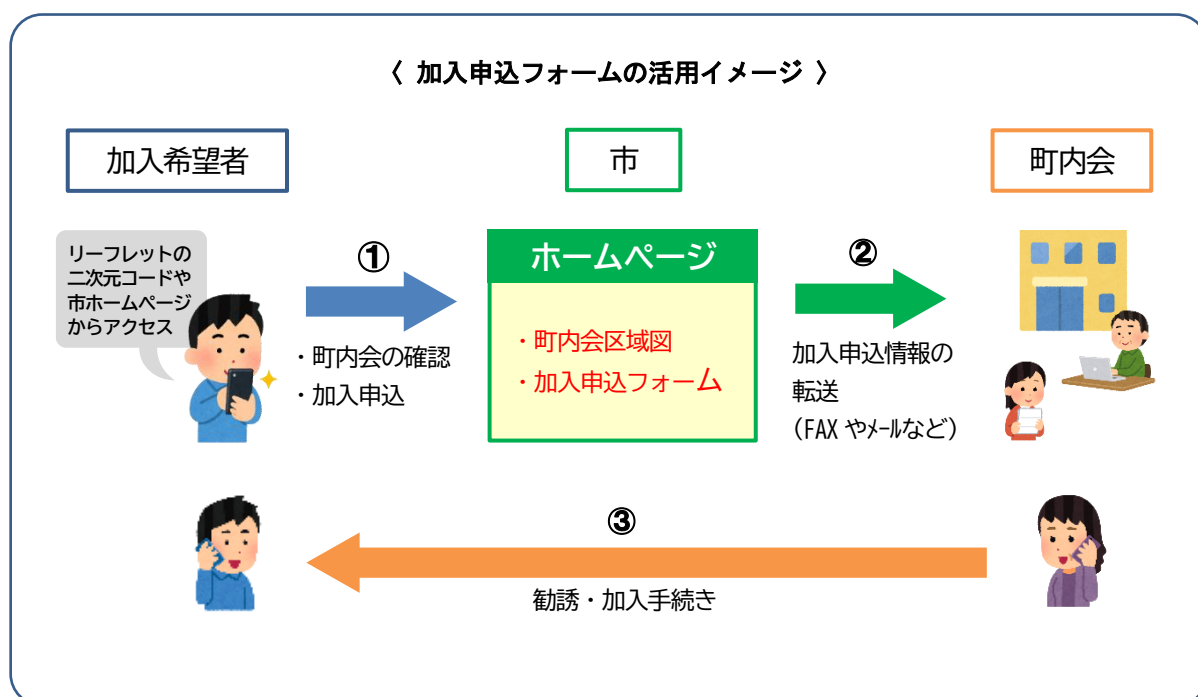 〈 加入申込フォームの活用イメージ 〉
加入希望者
市
町内会
リーフレットの
二次元コードや
市ホームページ
からアクセス
①
・町内会の確認
・加入申込
ホームページ
・町内会区域図
・加入申込フォーム
②
加入申込情報の
転送
（FAX やﾒｰﾙなど）
③
勧誘・加入手続き